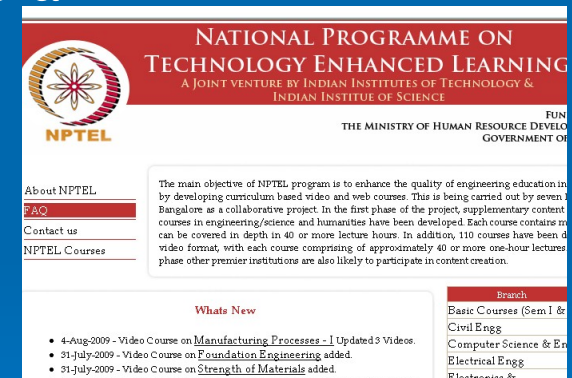 NATIONAL PROGRAMME ON
TECHNOLOGY ENHANCED LEARNING
A JOINT VENTURE BY INDIAN INSTITUTES OF TECHNOLOGY &
INDIAN INSTITUE OF SCIENCE
FUN
THE MINISTRY OF HUMAN RESOURCE DEVELO
GOVERNMENT OF
NPTEL
About NPTEL
FAQ
Contact us
NPTEL Courses
The main objective of NPTEL program is to enhance the quality of engineering education in
by developing curriculum based video and web courses. This is being carried out by seven I
Bangalore as a collaborative project. In the first phase of the project, supplementary content
courses in engineering/science and humanities have been developed. Each course contains m
can be covered in depth in 40 or more lecture hours. In addition, 110 courses have been d
video format, with each course comprising of approximately 40 or more one-hour lectures.
phase other premier institutions are also likely to participate in content creation.
Whats New
4-Aug-2009 - Video Course on Manufacturing Processes - I Updated 3 Videos.
31-July-2009 - Video Course on Foundation Engineering added.
31-July-2009 - Video Course on Strength of Materials added.
Branch
Basic Courses (Sem I &
Civil Engg
Computer Science & En
Electrical Engg
Electronics &